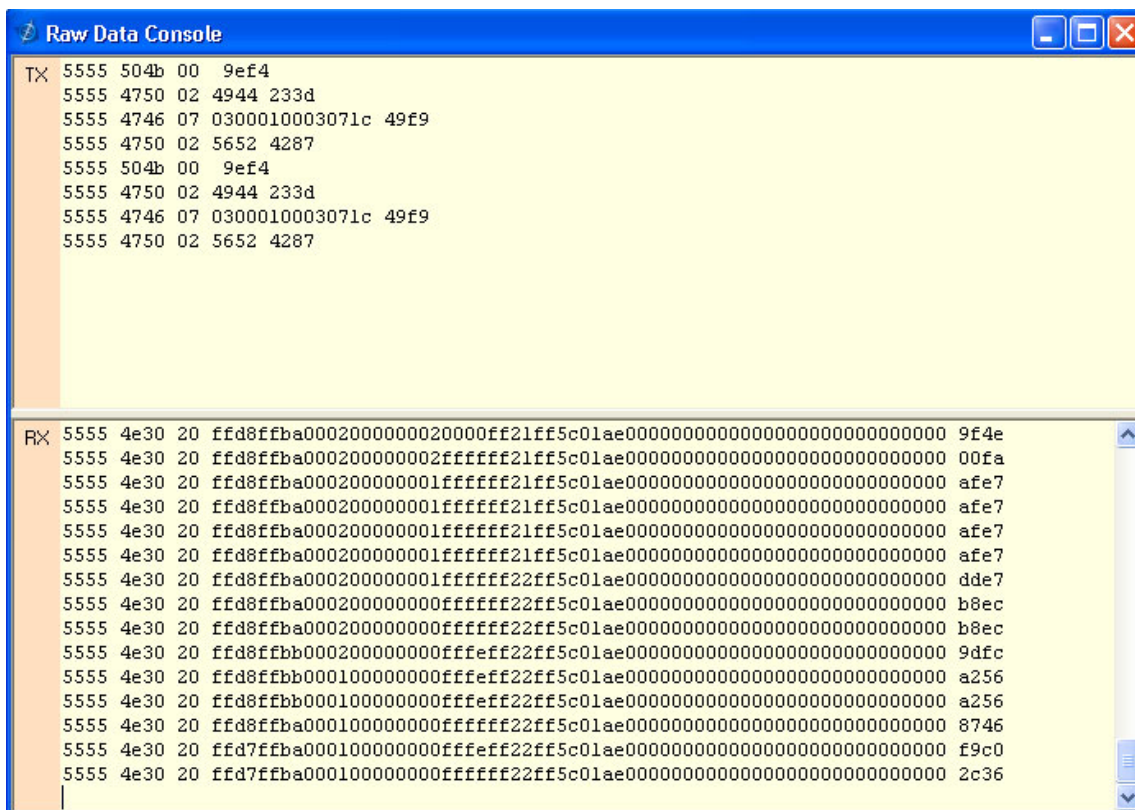 Raw Data Console
TX 5555 504b 00  9ef4
5555 4750 02 4944 233d
5555 4746 07 0300010003071c 49f9
5555 4750 02 5652 4287
5555 504b 00  9ef4
5555 4750 02 4944 233d
5555 4746 07 0300010003071c 49f9
5555 4750 02 5652 4287
RX 5555 4e30 20 ffd8ffba0002000000020000ff21ff5c01ae0000000000000000000000000000 9f4e
5555 4e30 20 ffd8ffba000200000002ffffff21ff5c01ae0000000000000000000000000000 00fa
5555 4e30 20 ffd8ffba000200000001ffffff21ff5c01ae0000000000000000000000000000 afe7
5555 4e30 20 ffd8ffba000200000001ffffff21ff5c01ae0000000000000000000000000000 afe7
5555 4e30 20 ffd8ffba000200000001ffffff21ff5c01ae0000000000000000000000000000 afe7
5555 4e30 20 ffd8ffba000200000001ffffff21ff5c01ae0000000000000000000000000000 afe7
5555 4e30 20 ffd8ffba000200000001ffffff22ff5c01ae0000000000000000000000000000 dde7
5555 4e30 20 ffd8ffba000200000000ffffff22ff5c01ae0000000000000000000000000000 b8ec
5555 4e30 20 ffd8ffba000200000000ffffff22ff5c01ae0000000000000000000000000000 b8ec
5555 4e30 20 ffd8ffbb000200000000fffeff22ff5c01ae0000000000000000000000000000 9dfc
5555 4e30 20 ffd8ffbb000100000000fffeff22ff5c01ae0000000000000000000000000000 a256
5555 4e30 20 ffd8ffbb000100000000fffeff22ff5c01ae0000000000000000000000000000 a256
5555 4e30 20 ffd8ffba000100000000fffeff22ff5c01ae0000000000000000000000000000 8746
5555 4e30 20 ffd7ffba000100000000fffeff22ff5c01ae0000000000000000000000000000 f9c0
5555 4e30 20 ffd7ffba000100000000ffffff22ff5c01ae0000000000000000000000000000 2c36